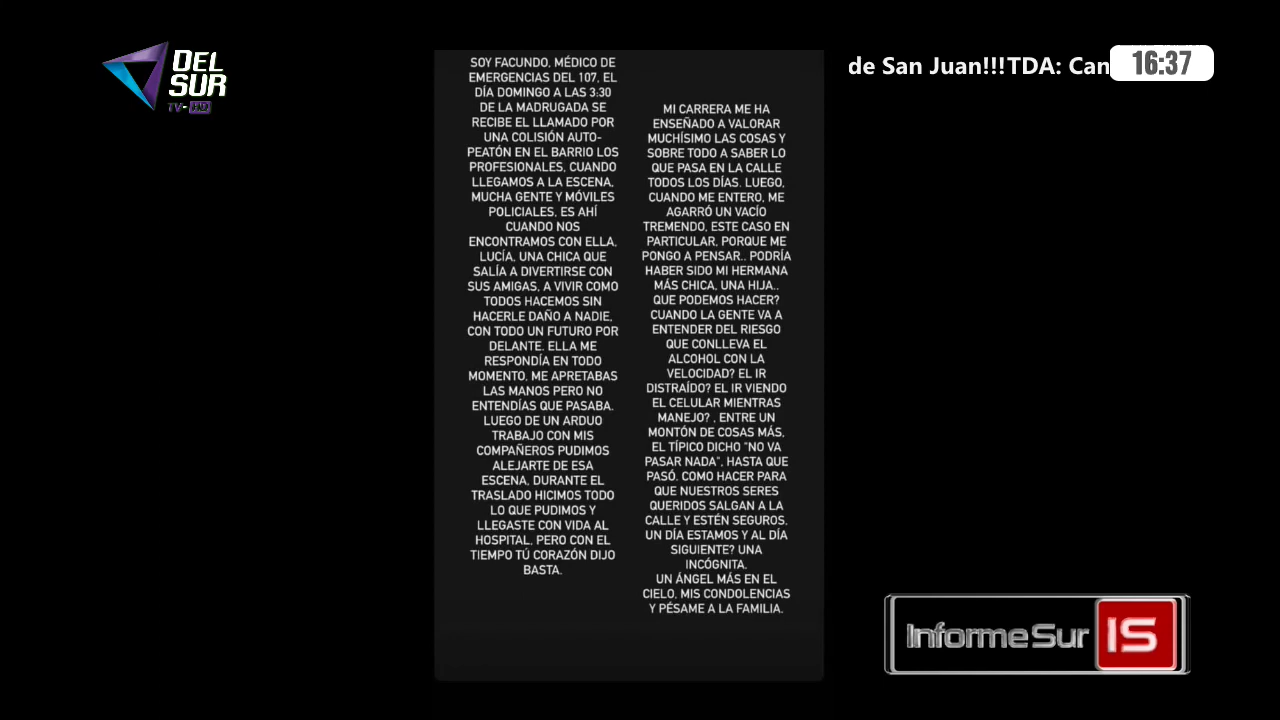 DEL
SUR
TV-HD
de San Juan!!!TDA: Can
16:37
SOY FACUNDO, MÉDICO DE
EMERGENCIAS DEL 107, EL
DÍA DOMINGO A LAS 3:30
DE LA MADRUGADA SE
RECIBE EL LLAMADO POR
UNA COLISIÓN AUTO-
PEATÓN EN EL BARRIO LOS
PROFESIONALES, CUANDO
LLEGAMOS A LA ESCENA,
MUCHA GENTE Y MÓVILES
POLICIALES, ES AHÍ
CUANDO NOS
ENCONTRAMOS CON ELLA,
LUCÍA, UNA CHICA QUE
SALÍA A DIVERTIRSE CON
SUS AMIGAS, A VIVIR COMO
TODOS HACEMOS SIN
HACERLE DAÑO A NADIE,
CON TODO UN FUTURO POR
DELANTE. ELLA ME
RESPONDÍA EN TODO
MOMENTO, ME APRETABAS
LAS MANOS PERO NO
ENTENDÍAS QUE PASABA.
LUEGO DE UN ARDUO
TRABAJO CON MIS
COMPAÑEROS PUDIMOS
ALEJARTE DE ESA
ESCENA, DURANTE EL
TRASLADO HICIMOS TODO
LO QUE PUDIMOS Y
LLEGASTE CON VIDA AL
HOSPITAL. PERO CON EL
TIEMPO TÚ CORAZÓN DIJO
BASTA.
MI CARRERA ME HA
ENSEÑADO A VALORAR
MUCHÍSIMO LAS COSAS Y
SOBRE TODO A SABER LO
QUE PASA EN LA CALLE
TODOS LOS DÍAS. LUEGO,
CUANDO ME ENTERO, ME
AGARRÓ UN VACÍO
TREMENDO, ESTE CASO EN
PARTICULAR, PORQUE ME
PONGO A PENSAR.. PODRÍA
HABER SIDO MI HERMANA
MÁS CHICA, UNA HIJA..
QUE PODEMOS HACER?
CUANDO LA GENTE VA A
ENTENDER DEL RIESGO
QUE CONLLEVA EL
ALCOHOL CON LA
VELOCIDAD? EL IR
DISTRAÍDO? EL IR VIENDO
EL CELULAR MIENTRAS
MANEJO? , ENTRE UN
MONTÓN DE COSAS MÁS,
EL TÍPICO DICHO "NO VA
PASAR NADA", HASTA QUE
PASÓ. COMO HACER PARA
QUE NUESTROS SERES
QUERIDOS SALGAN A LA
CALLE Y ESTÉN SEGUROS.
UN DÍA ESTAMOS Y AL DÍA
SIGUIENTE? UNA
INCÓGNITA.
UN ÁNGEL MÁS EN EL
CIELO, MIS CONDOLENCIAS
Y PÉSAME A LA FAMILIA.
InformeSur IS